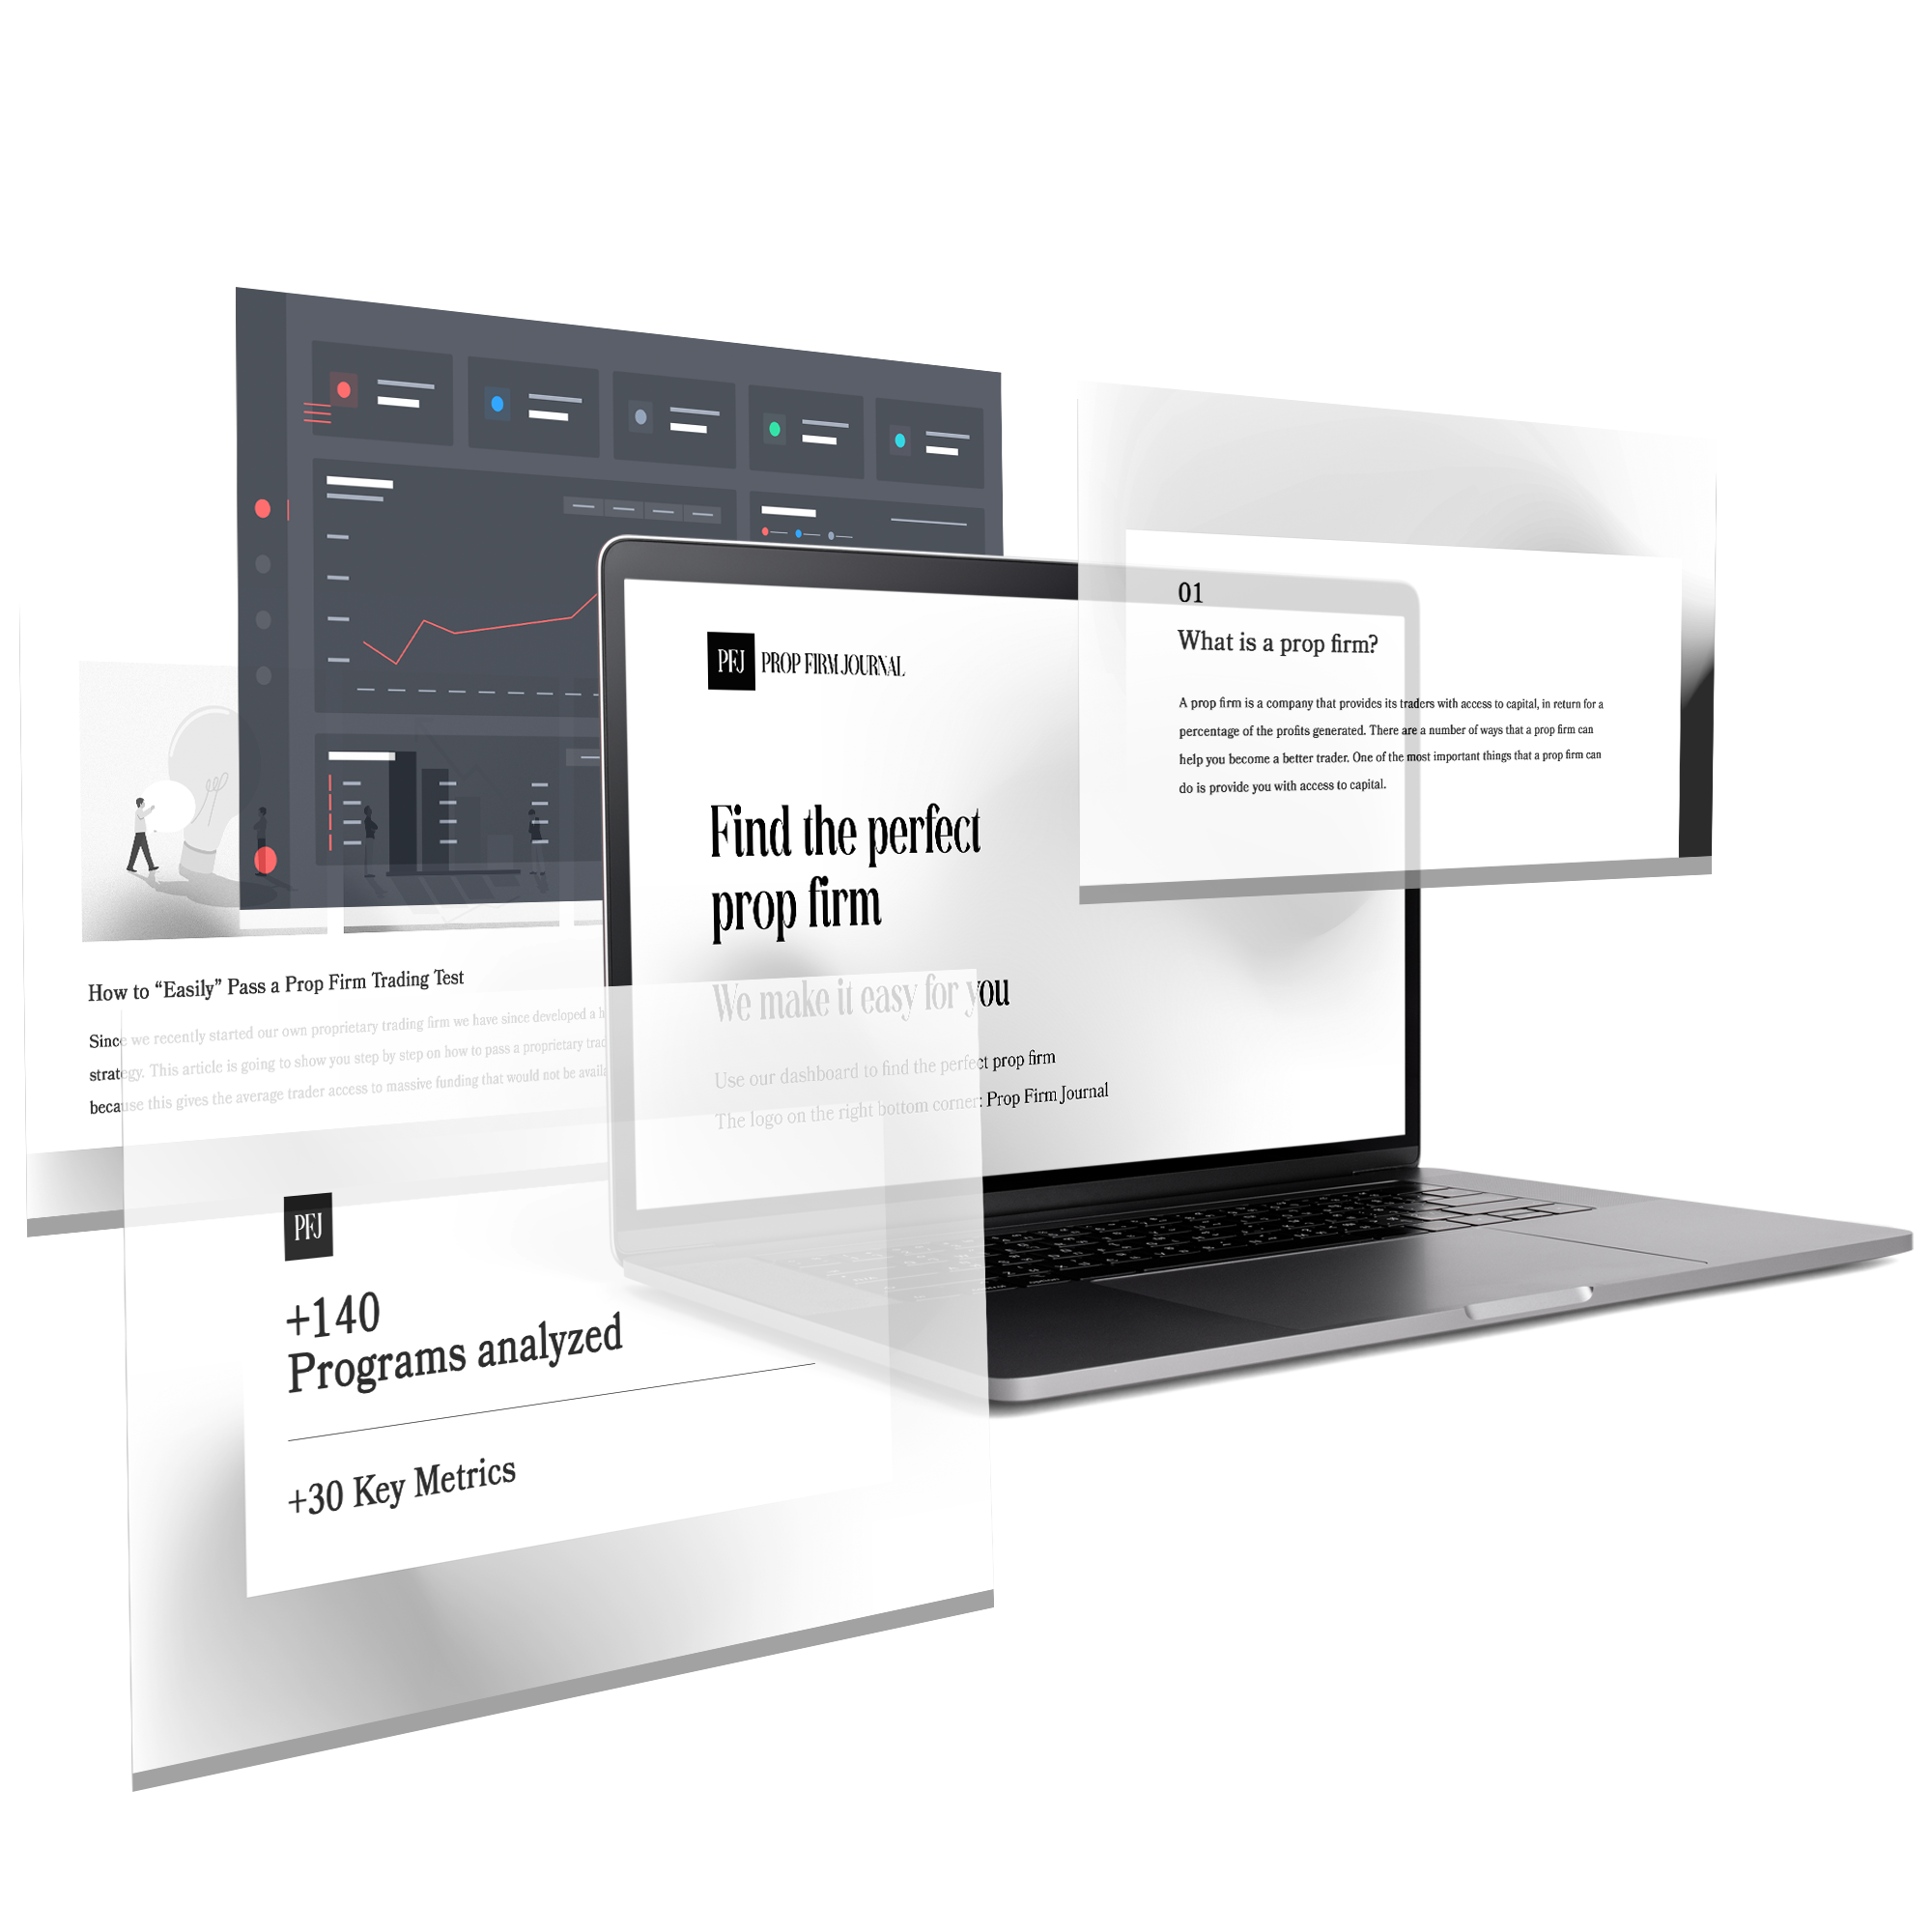 PFJ PROP FIRM JOURNAL
Find the perfect
prop firm
We make it easy for you
Use our dashboard to find the perfect prop firm
The logo on the right bottom corner: Prop Firm Journal
01
What is a prop firm?
A prop firm is a company that provides its traders with access to capital, in return for a
percentage of the profits generated. There are a number of ways that a prop firm can
help you become a better trader. One of the most important things that a prop firm can
do is provide you with access to capital.
How to “Easily” Pass a Prop Firm Trading Test
Since we recently started our own proprietary trading firm we have since developed a
strategy. This article is going to show you step by step on how to pass a proprietary
because this gives the average trader access to massive funding that would not be
PFJ
+140
Programs analyzed
+30 Key Metrics